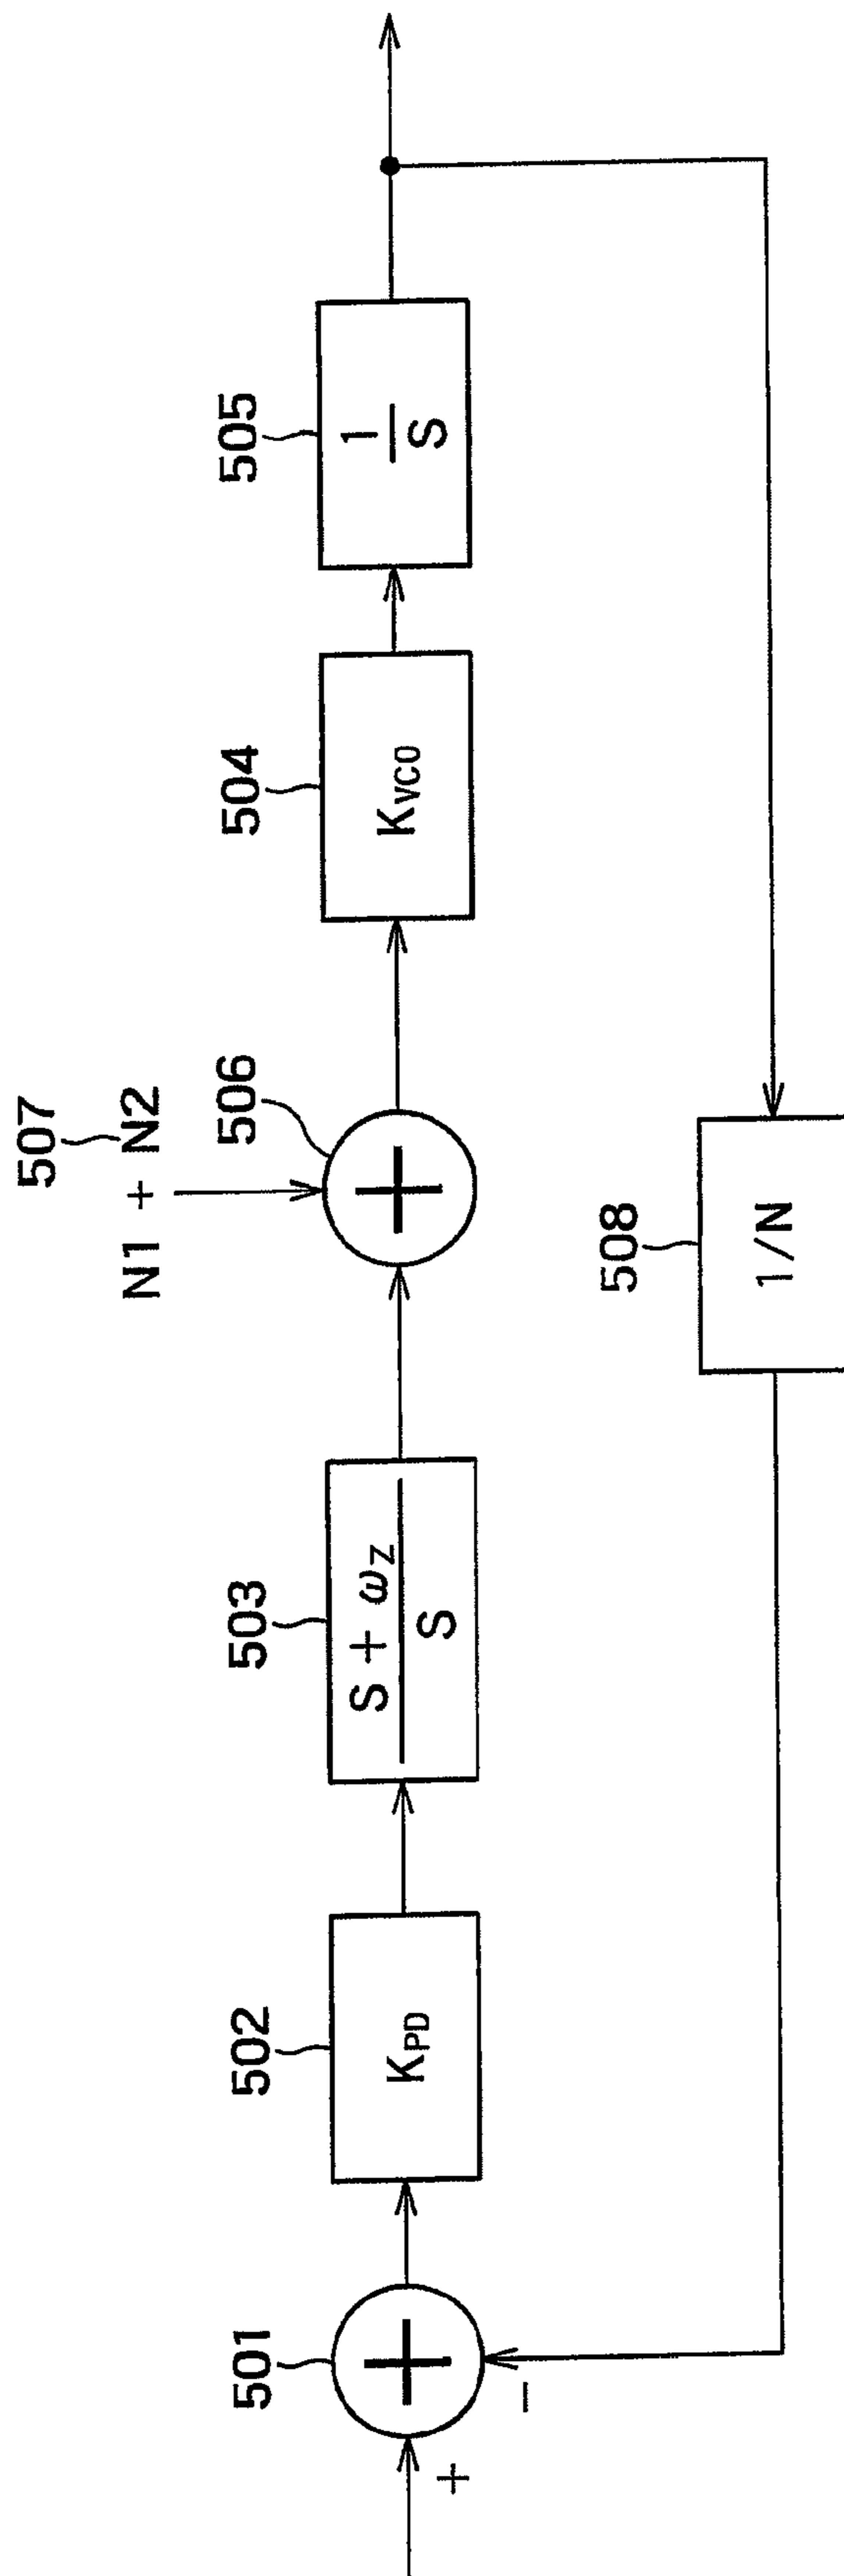 507
N1 + N2
501
502
503
506
504
505
+
−
K_PD
S + ω_Z
S
+
K_VCO
1
S
+
508
1/N